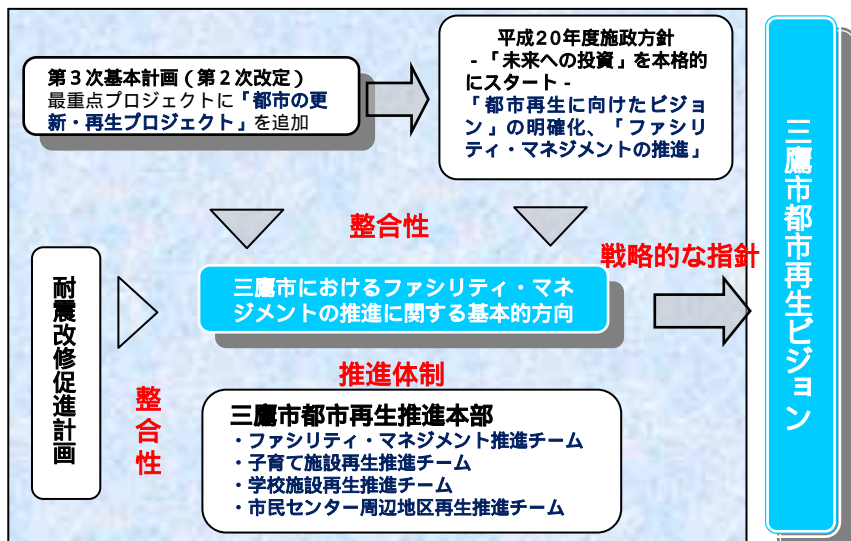 第3次基本計画(第2次改定)
最重点プロジェクトに「都市の更
新・再生プロジェクト」を追加
平成20年度施政方針
-「未来への投資」を本格的
にスタート-
「都市再生に向けたビジョ
ン」の明確化、「ファシリ
ティ・マネジメントの推進」
整合性
戦略的な指針
耐震改修促進計画
整合性
三鷹市におけるファシリティ・マネ
ジメントの推進に関する基本的方向
推進体制
三鷹市都市再生推進本部
・ファシリティ・マネジメント推進チーム
・子育て施設再生推進チーム
・学校施設再生推進チーム
・市民センター周辺地区再生推進チーム
三鷹市都市再生ビジョン